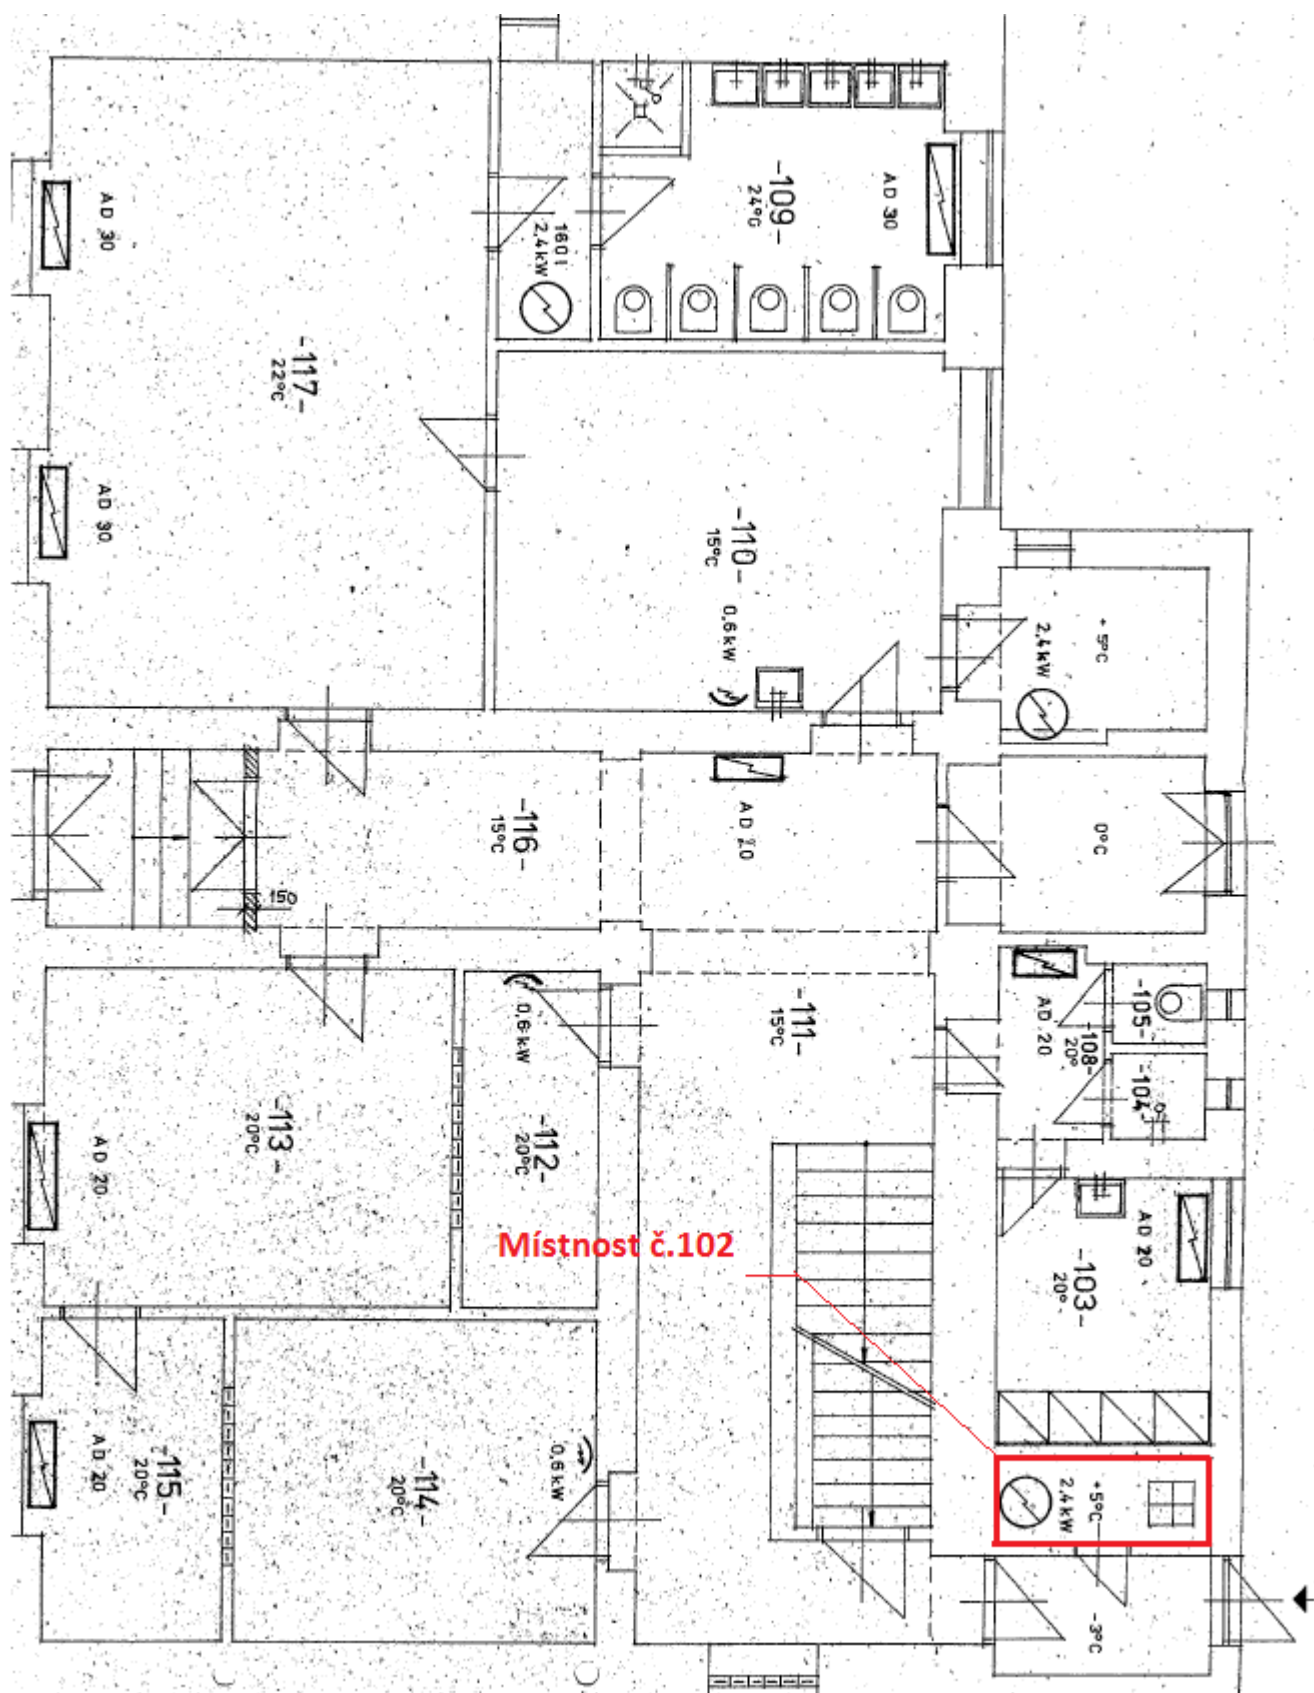 -109-
24°C
AD 30
AD 30
160 l
2,4 kW
-117-
22°C
AD 30
-110-
15°C
0,6 kW
+5°C
2,4 kW
-116-
15°C
AD 20
0°C
150
-111-
15°C
0,6 kW
-105-
-108-
20°
AD 20
-104-
-113-
20°C
AD 20
-112-
20°C
Místnost č.102
AD 20
-103-
20°
-115-
20°C
AD 20
-114-
20°C
0,6 kW
+5°C
2,4 kW
-3°C